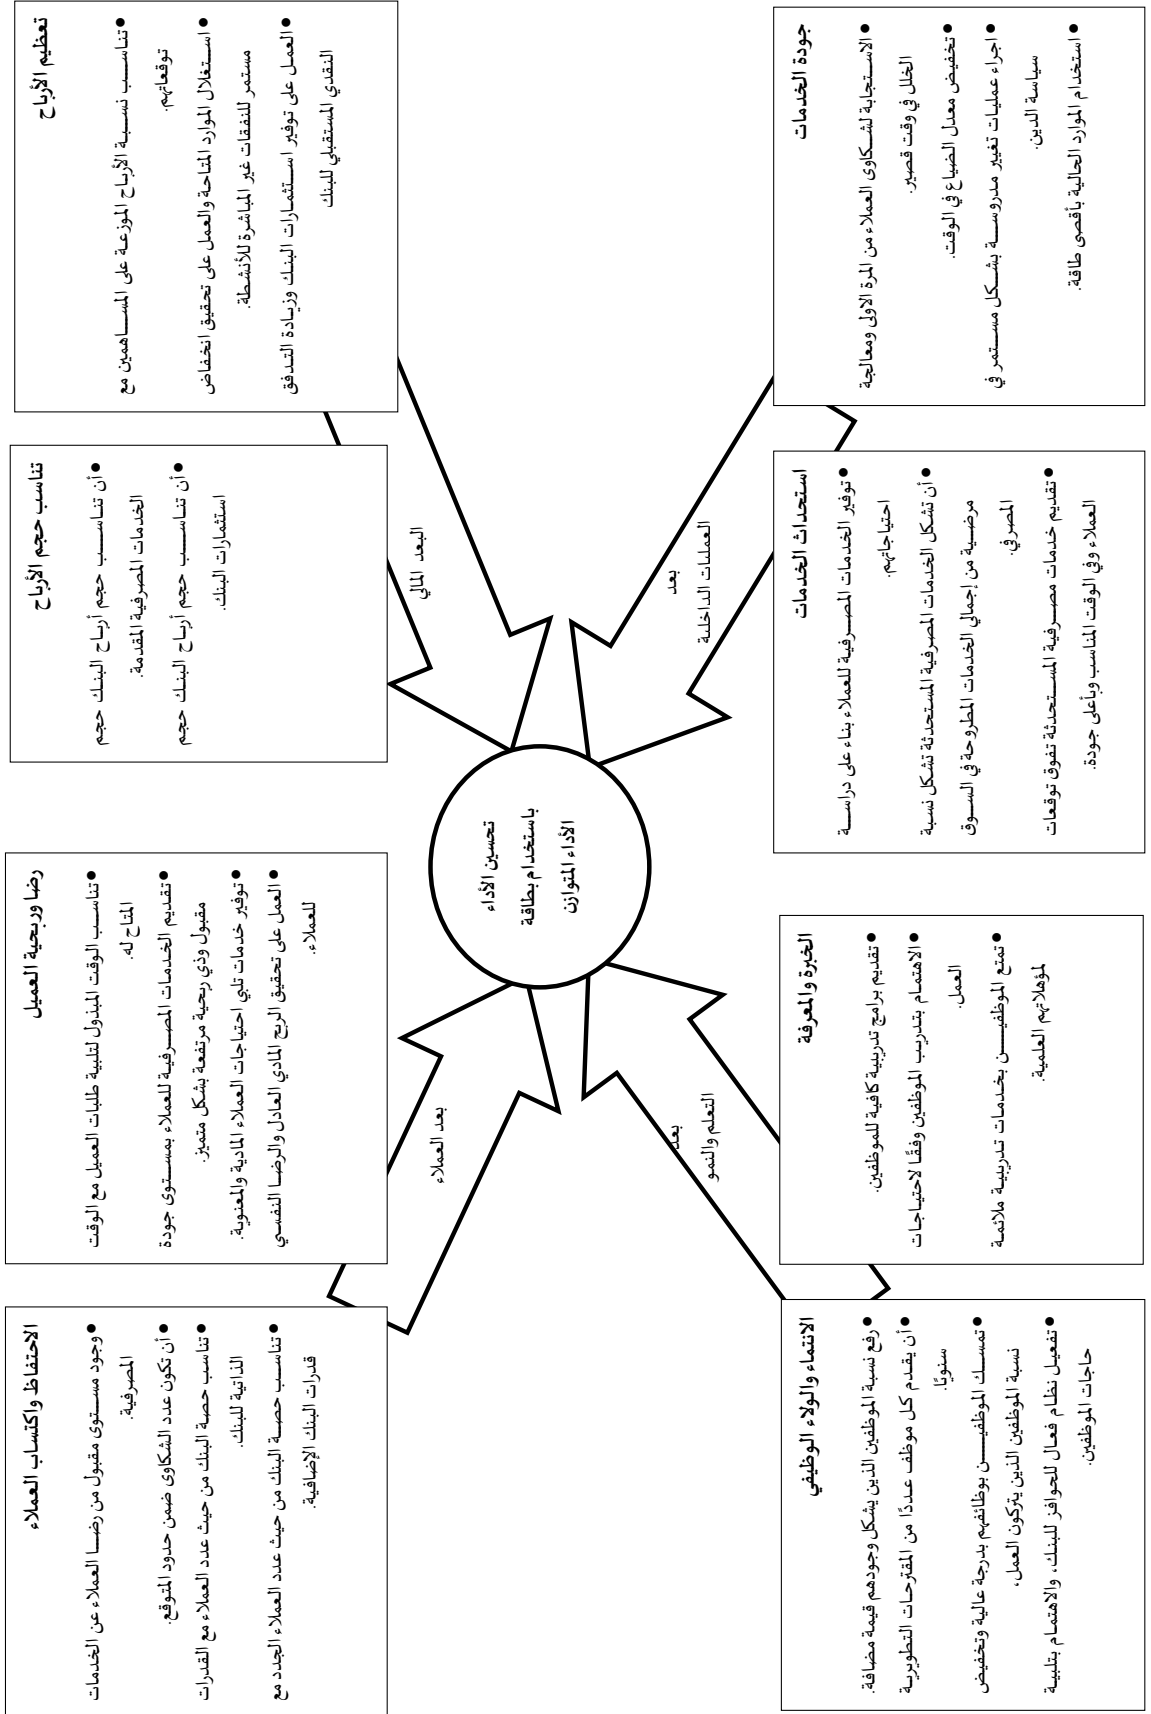 تعظيم الأرباح
● تناسب نسبة الأرباح الموزعة على المساهمين مع
توقعاتهم.
● استغلال الموارد المتاحة والعمل على تحقيق انخفاض
مستمر للنفقات غير المباشرة للأنشطة.
● العمل على توفير استثمارات البنك وزيادة التدفق
النقدي المستقبلي للبنك
تناسب حجم الأرباح
● أن تناسب حجم أرباح البنك حجم
الخدمات المصرفية المقدمة.
● أن تناسب حجم أرباح البنك حجم
استثمارات البنك.
رضا وربحية العميل
● تناسب الوقت المبذول لتلبية طلبات العميل مع الوقت
المتاح له.
● تقديم الخدمات المصرفية للعملاء بمستوى جودة
مقبول وذي ربحية مرتفعة بشكل متميز.
● توفير خدمات تلبي احتياجات العملاء المادية والمعنوية.
● العمل على تحقيق الربح المادي العادل والرضا النفسي
للعملاء.
الاحتفاظ واكتساب العملاء
● وجود مستوى مقبول من رضا العملاء عن الخدمات
المصرفية.
● أن تكون عدد الشكاوى ضمن حدود المتوقع.
● تناسب حصة البنك من حيث عدد العملاء مع القدرات
الذاتية للبنك.
● تناسب حصة البنك من حيث عدد العملاء الجدد مع
قدرات البنك الإضافية.
البعد المالي
بعد العملاء
تحسين الأداء
باستخدام بطاقة
الأداء المتوازن
بعد
العمليات الداخلية
بعد
التعلم والنمو
جودة الخدمات
● الاستجابة لشكاوى العملاء من المرة الاولى ومعالجة
الخلل في وقت قصير.
● تخفيض معدل الضياع في الوقت.
● اجراء عمليات تغيير مدروسة بشكل مستمر في
سياسة الدين.
● استخدام الموارد الحالية بأقصى طاقة.
استحداث الخدمات
● توفير الخدمات المصرفية للعملاء بناء على دراسة
احتياجاتهم.
● أن تشكل الخدمات المصرفية المستحدثة تشكل نسبة
مرضية من إجمالي الخدمات المطروحة في السوق
المصرفي.
● تقديم خدمات مصرفية المستحدثة تفوق توقعات
العملاء وفي الوقت المناسب وبأعلى جودة.
الخبرة والمعرفة
● تقديم برامج تدريبية كافية للموظفين.
● الاهتمام بتدريب الموظفين وفقًا لاحتياجات
العمل.
● تمتع الموظفين بخدمات تدريبية ملائمة
لمؤهلاتهم العلمية.
الانتماء والولاء الوظيفي
● رفع نسبة الموظفين الذين يشكل وجودهم قيمة مضافة.
● أن يقدم كل موظف عددًا من المقترحات التطويرية
سنويًا.
● تمسك الموظفين بوظائفهم بدرجة عالية وتخفيض
نسبة الموظفين الذين يتركون العمل،
● تفعيل نظام فعال للحوافز للبنك، والاهتمام بتلبية
حاجات الموظفين.